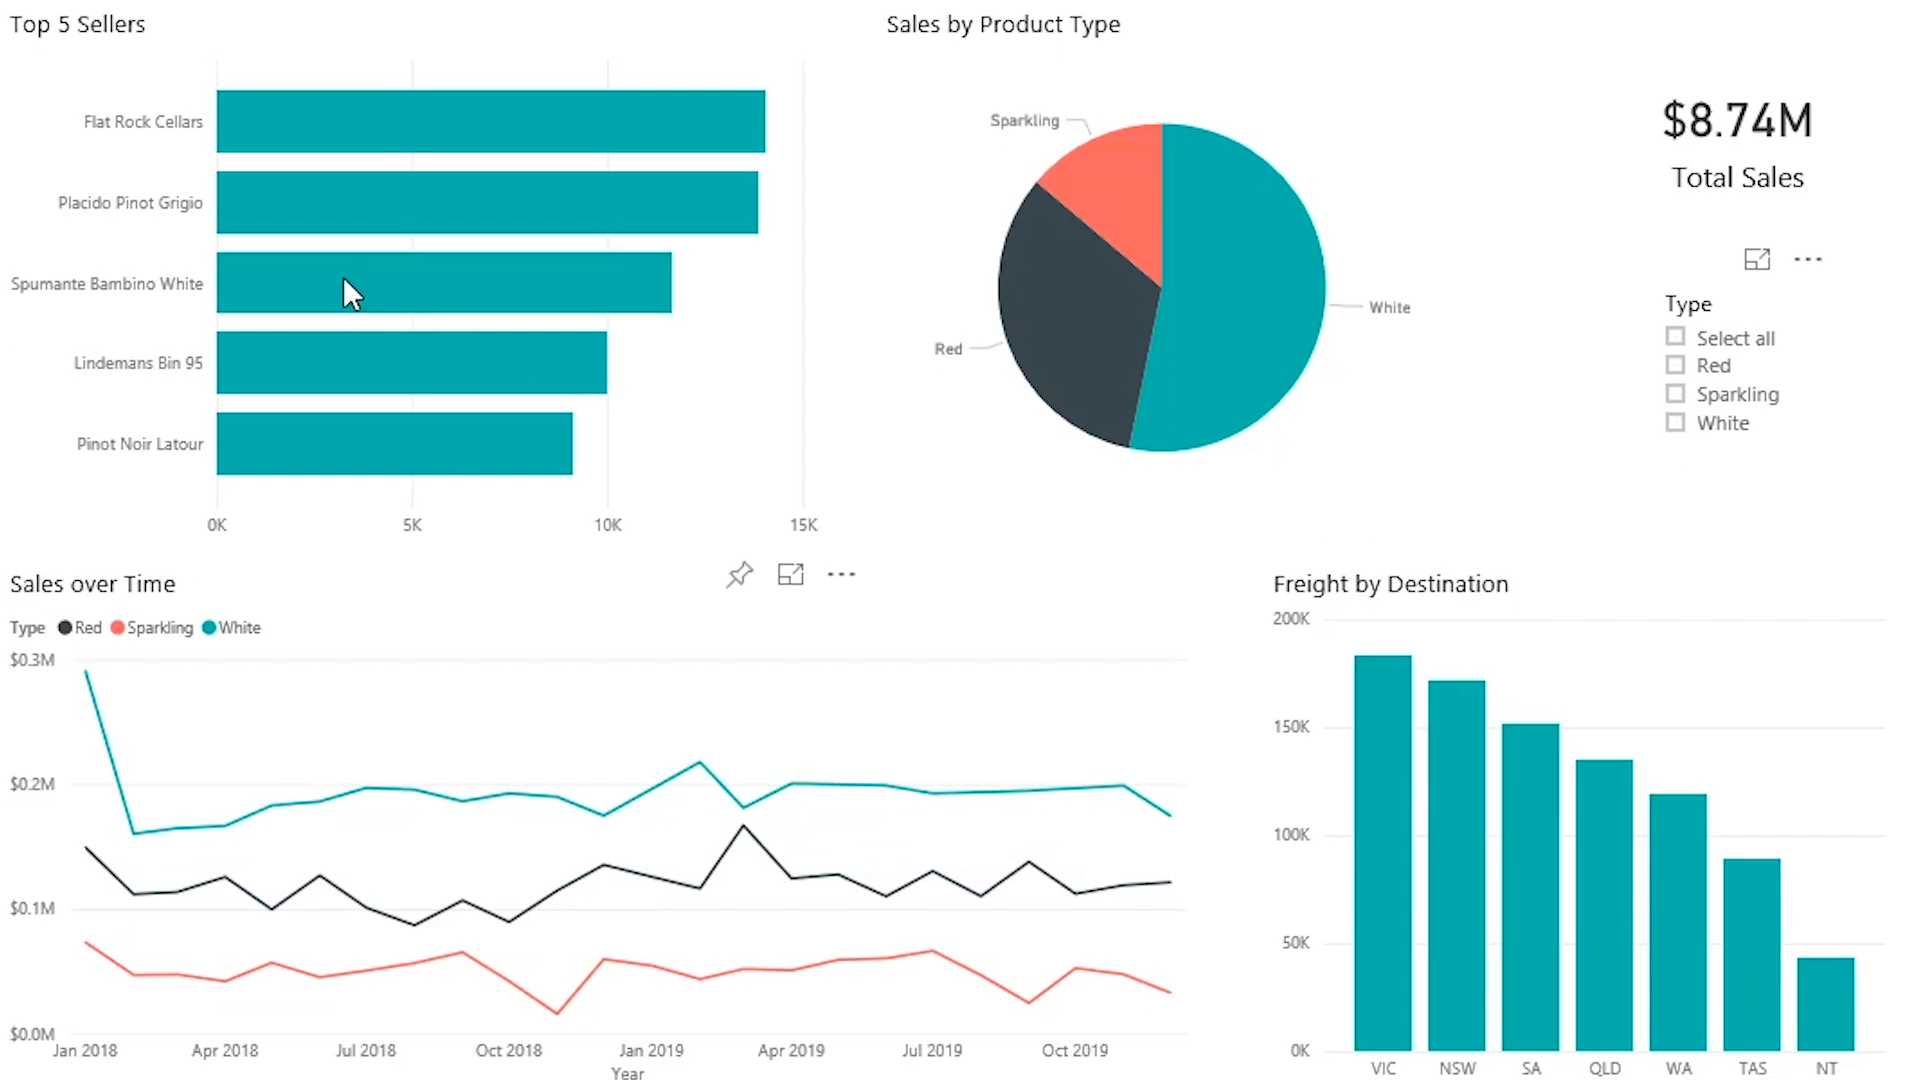 Top 5 Sellers
Flat Rock Cellars
Placido Pinot Grigio
Spumante Bambino White
Lindemans Bin 95
Pinot Noir Latour
0K 5K 10K 15K
Sales by Product Type
Sparkling
White
Red
$8.74M
Total Sales
Type
Select all
Red
Sparkling
White
Sales over Time
Type Red Sparkling White
$0.3M
$0.2M
$0.1M
$0.0M
Jan 2018 Apr 2018 Jul 2018 Oct 2018 Jan 2019 Apr 2019 Jul 2019 Oct 2019
Year
Freight by Destination
200K
150K
100K
50K
0K
VIC NSW SA QLD WA TAS NT